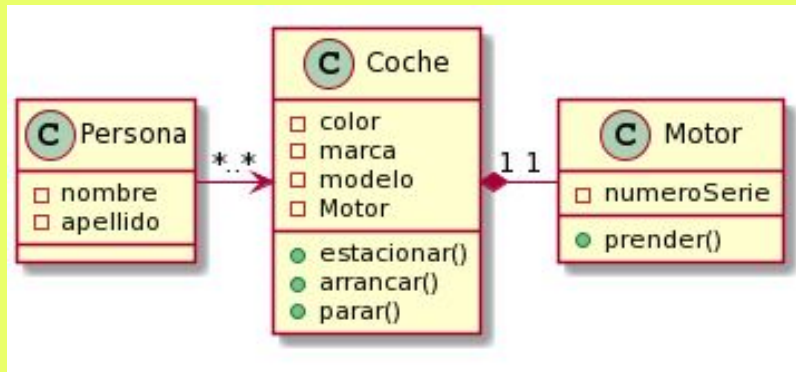 C Persona
nombre
apellido
*..*
C Coche
color
marca
modelo
Motor
estacionar()
arrancar()
parar()
1 1
C Motor
numeroSerie
prender()